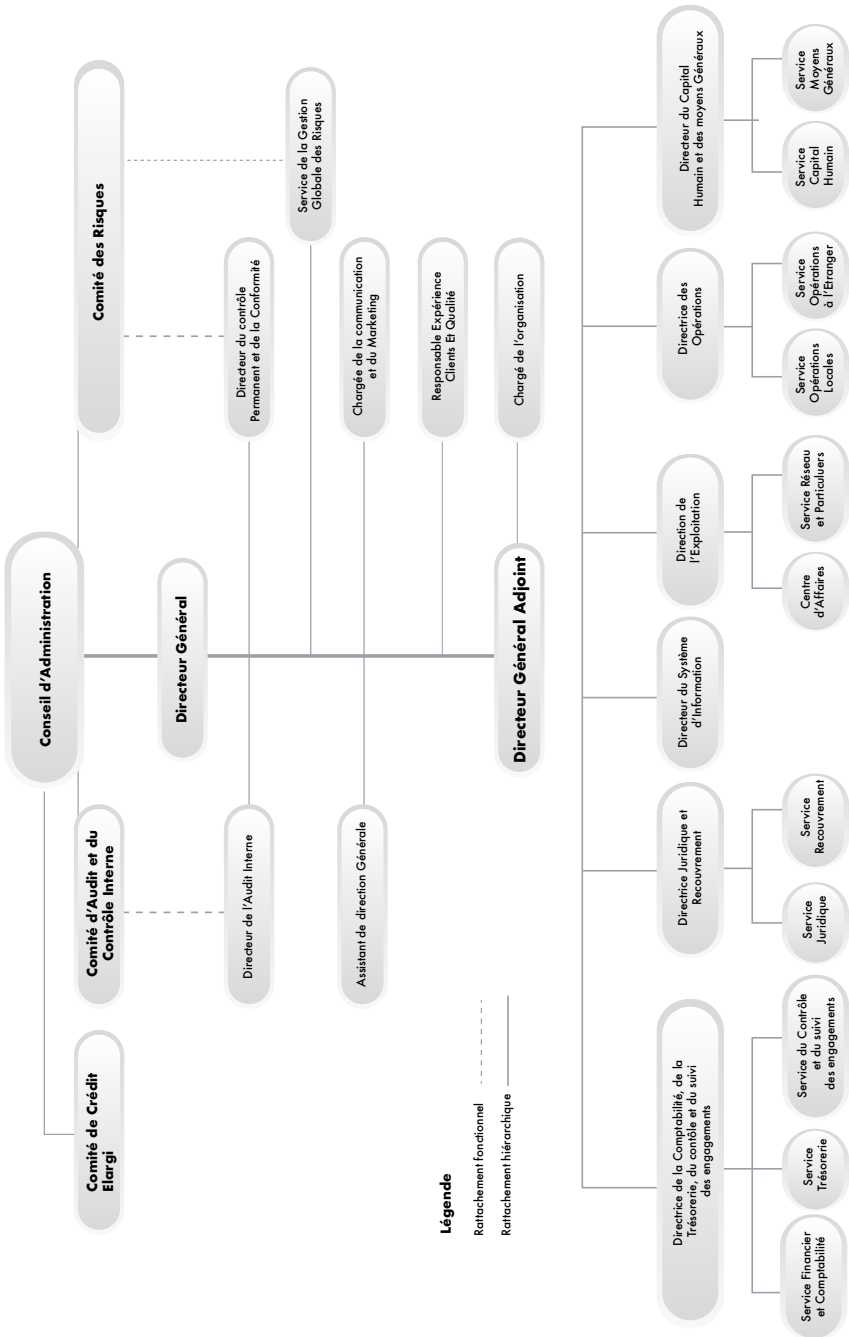 Conseil d'Administration
Comité de Crédit
Elargi
Comité d'Audit et du
Contrôle Interne
Comité des Risques
Directeur Général
Directeur de l'Audit Interne
Directeur du contrôle
Permanent et de la Conformité
Service de la Gestion
Globale des Risques
Assistant de direction Générale
Chargée de la communication
et du Marketing
Responsable Expérience
Clients Et Qualité
Directeur Général Adjoint
Chargé de l'organisation
Légende
Rattachement fonctionnel
Rattachement hiérarchique
Directrice de la Comptabilité, de la
Trésorerie, du contôle et du suivi
des engagements
Directrice Juridique et
Recouvrement
Directeur du Système
d'Information
Direction de
l'Exploitation
Directrice des
Opérations
Directeur du Capital
Humain et des moyens Généraux
Service Financier
et Comptabilité
Service
Trésorerie
Service du Contrôle
et du suivi
des engagements
Service
Juridique
Service
Recouvrement
Centre
d'Affaires
Service Réseau
et Particuluers
Service
Opérations
Locales
Service
Opérations
à l'Etranger
Service
Capital
Humain
Service
Moyens
Généraux